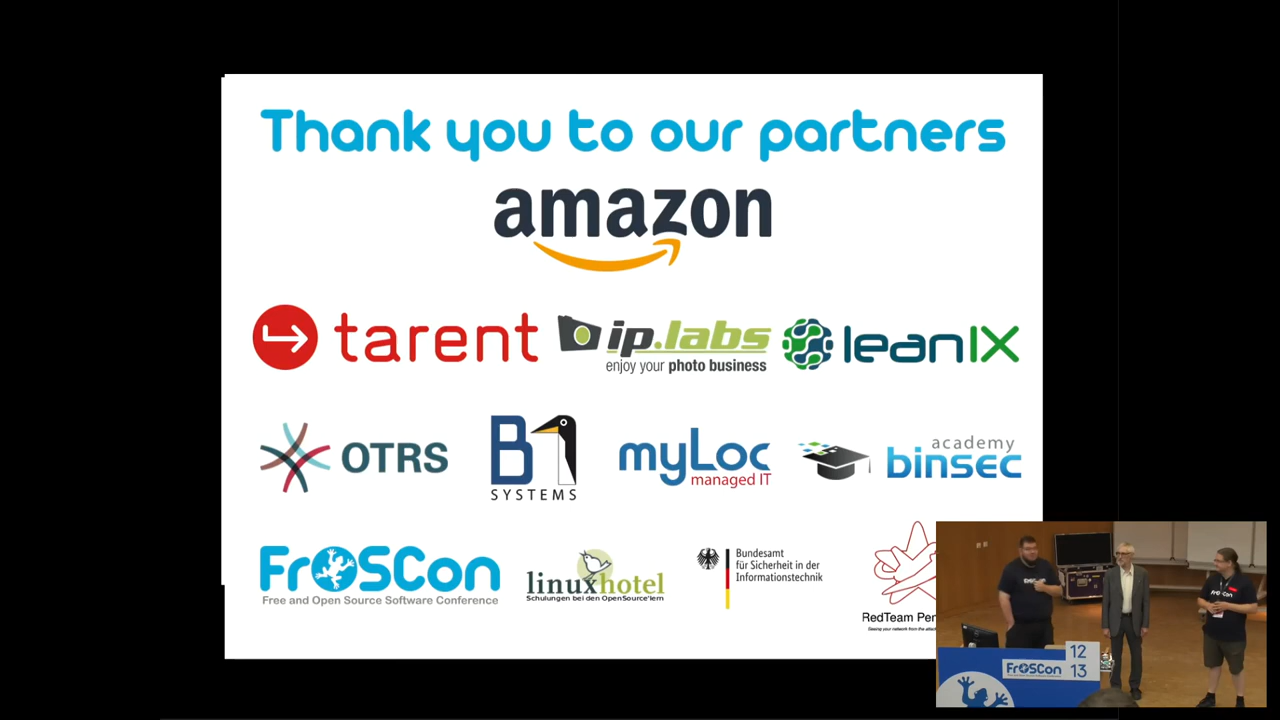 Thank you to our partners
amazon
tarent
ip.labs
enjoy your photo business
leanIX
OTRS
B1
SYSTEMS
myLoc
managed IT
academy
binsec
FrOSCon
Free and Open Source Software Conference
linuxhotel
Schulungen bei den OpenSource'lern
Bundesamt
für Sicherheit in der
Informationstechnik
RedTeam Pen
FrOSCon
FrOSCon
12
13